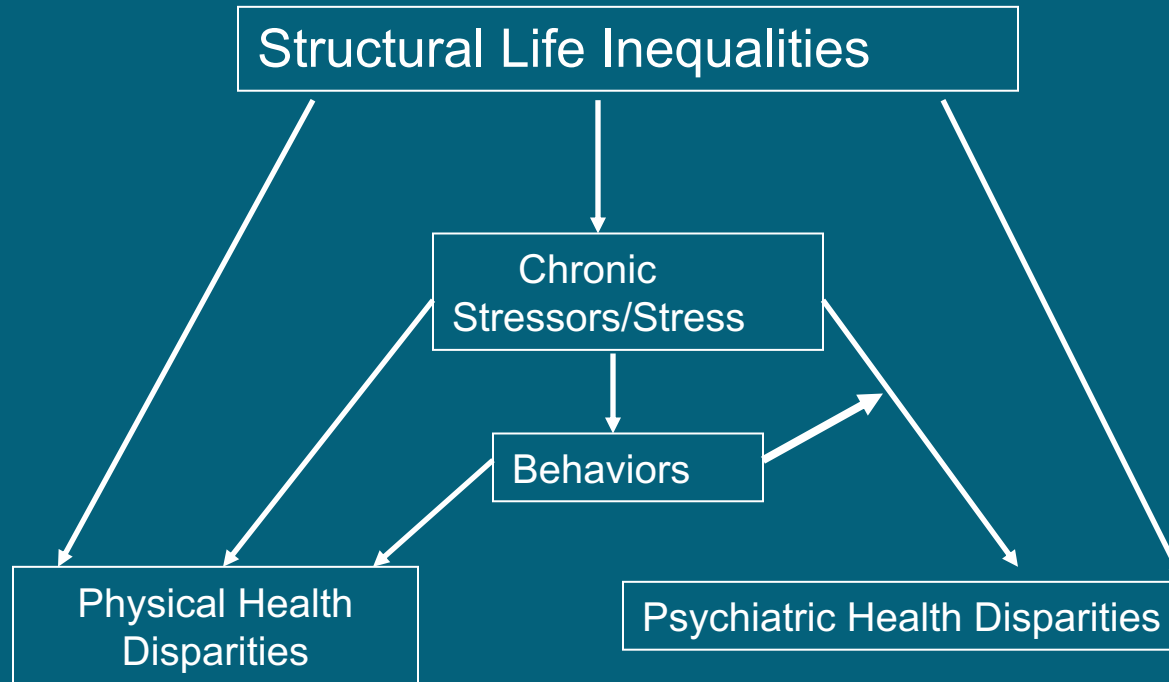 Structural Life Inequalities
Chronic
Stressors/Stress
Behaviors
Physical Health
Disparities
Psychiatric Health Disparities